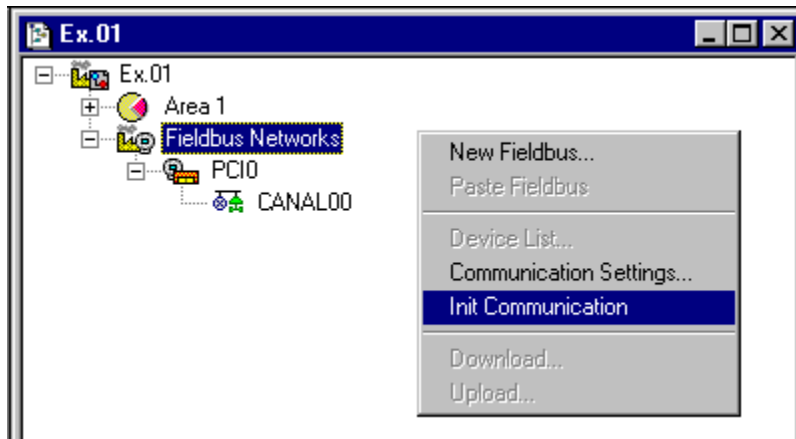 Ex.01
Ex.01
Area 1
Fieldbus Networks
PCI0
CANAL00
New Fieldbus...
Paste Fieldbus
Device List...
Communication Settings...
Init Communication
Download...
Upload...